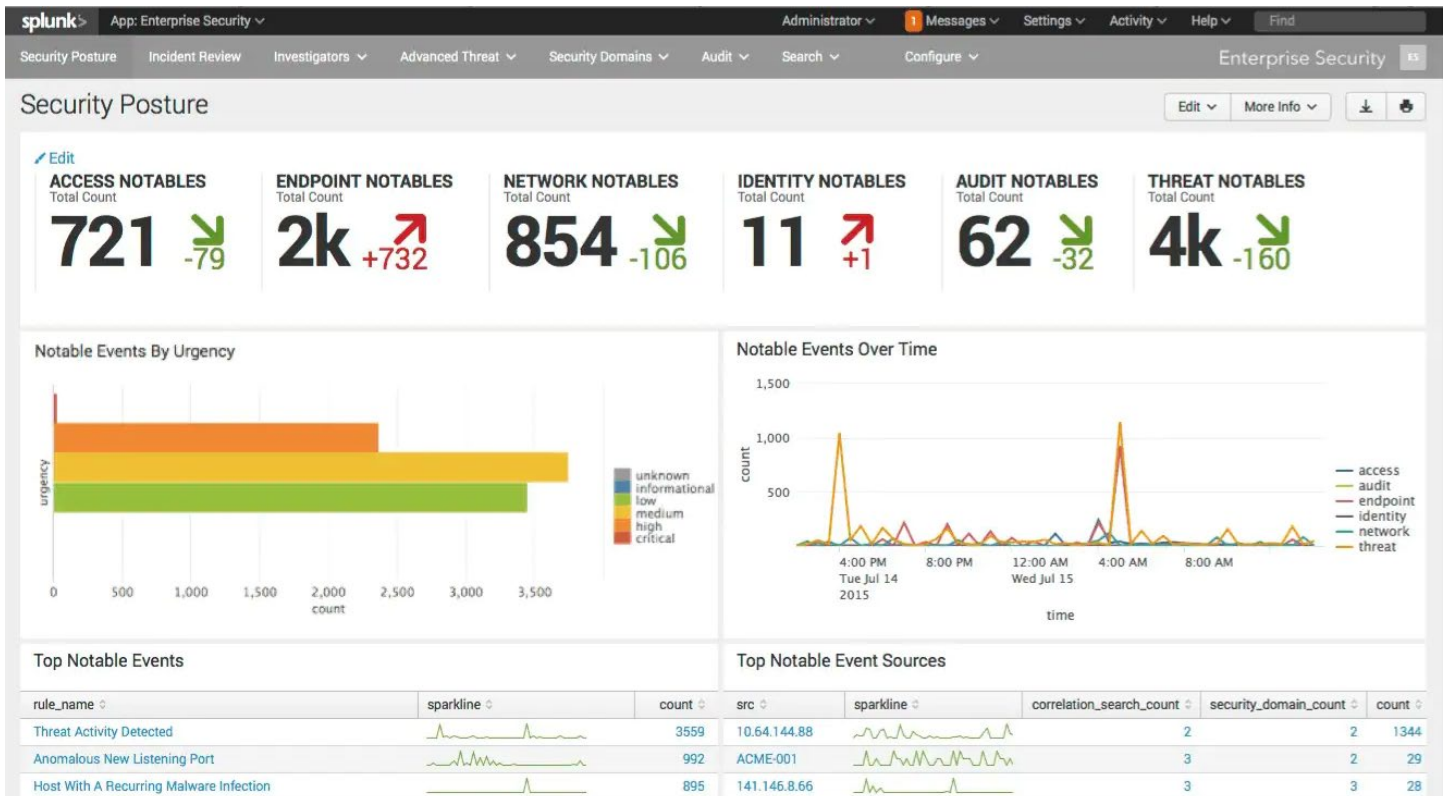 splunk> App: Enterprise Security Administrator 1 Messages Settings Activity Help Find
Security Posture Incident Review Investigators Advanced Threat Security Domains Audit Search Configure Enterprise Security ES
Security Posture Edit More Info
Edit
ACCESS NOTABLES ENDPOINT NOTABLES NETWORK NOTABLES IDENTITY NOTABLES AUDIT NOTABLES THREAT NOTABLES
Total Count Total Count Total Count Total Count Total Count Total Count
721 -79 2k +732 854 -106 11 +1 62 -32 4k -160
Notable Events By Urgency
urgency
unknown
informational
low
medium
high
critical
0 500 1,000 1,500 2,000 2,500 3,000 3,500
count
Notable Events Over Time
1,500
1,000
500
count
access
audit
endpoint
identity
network
threat
4:00 PM 8:00 PM 12:00 AM 4:00 AM 8:00 AM
Tue Jul 14 Wed Jul 15
2015
time
Top Notable Events
rule_name sparkline count
Threat Activity Detected 3559
Anomalous New Listening Port 992
Host With A Recurring Malware Infection 895
Top Notable Event Sources
src sparkline correlation_search_count security_domain_count count
10.64.144.88 2 2 1344
ACME-001 3 2 29
141.146.8.66 3 3 28